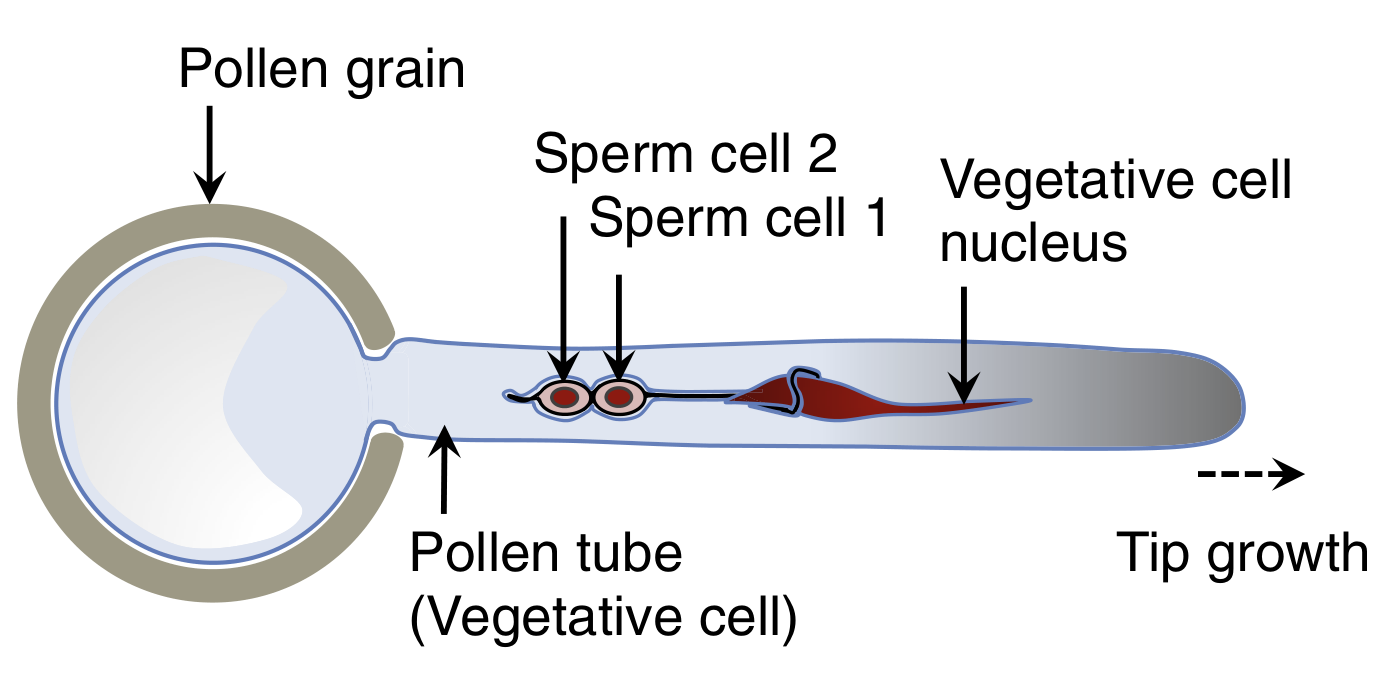 Pollen grain
Sperm cell 2
Sperm cell 1
Vegetative cell
nucleus
Pollen tube
(Vegetative cell)
Tip growth